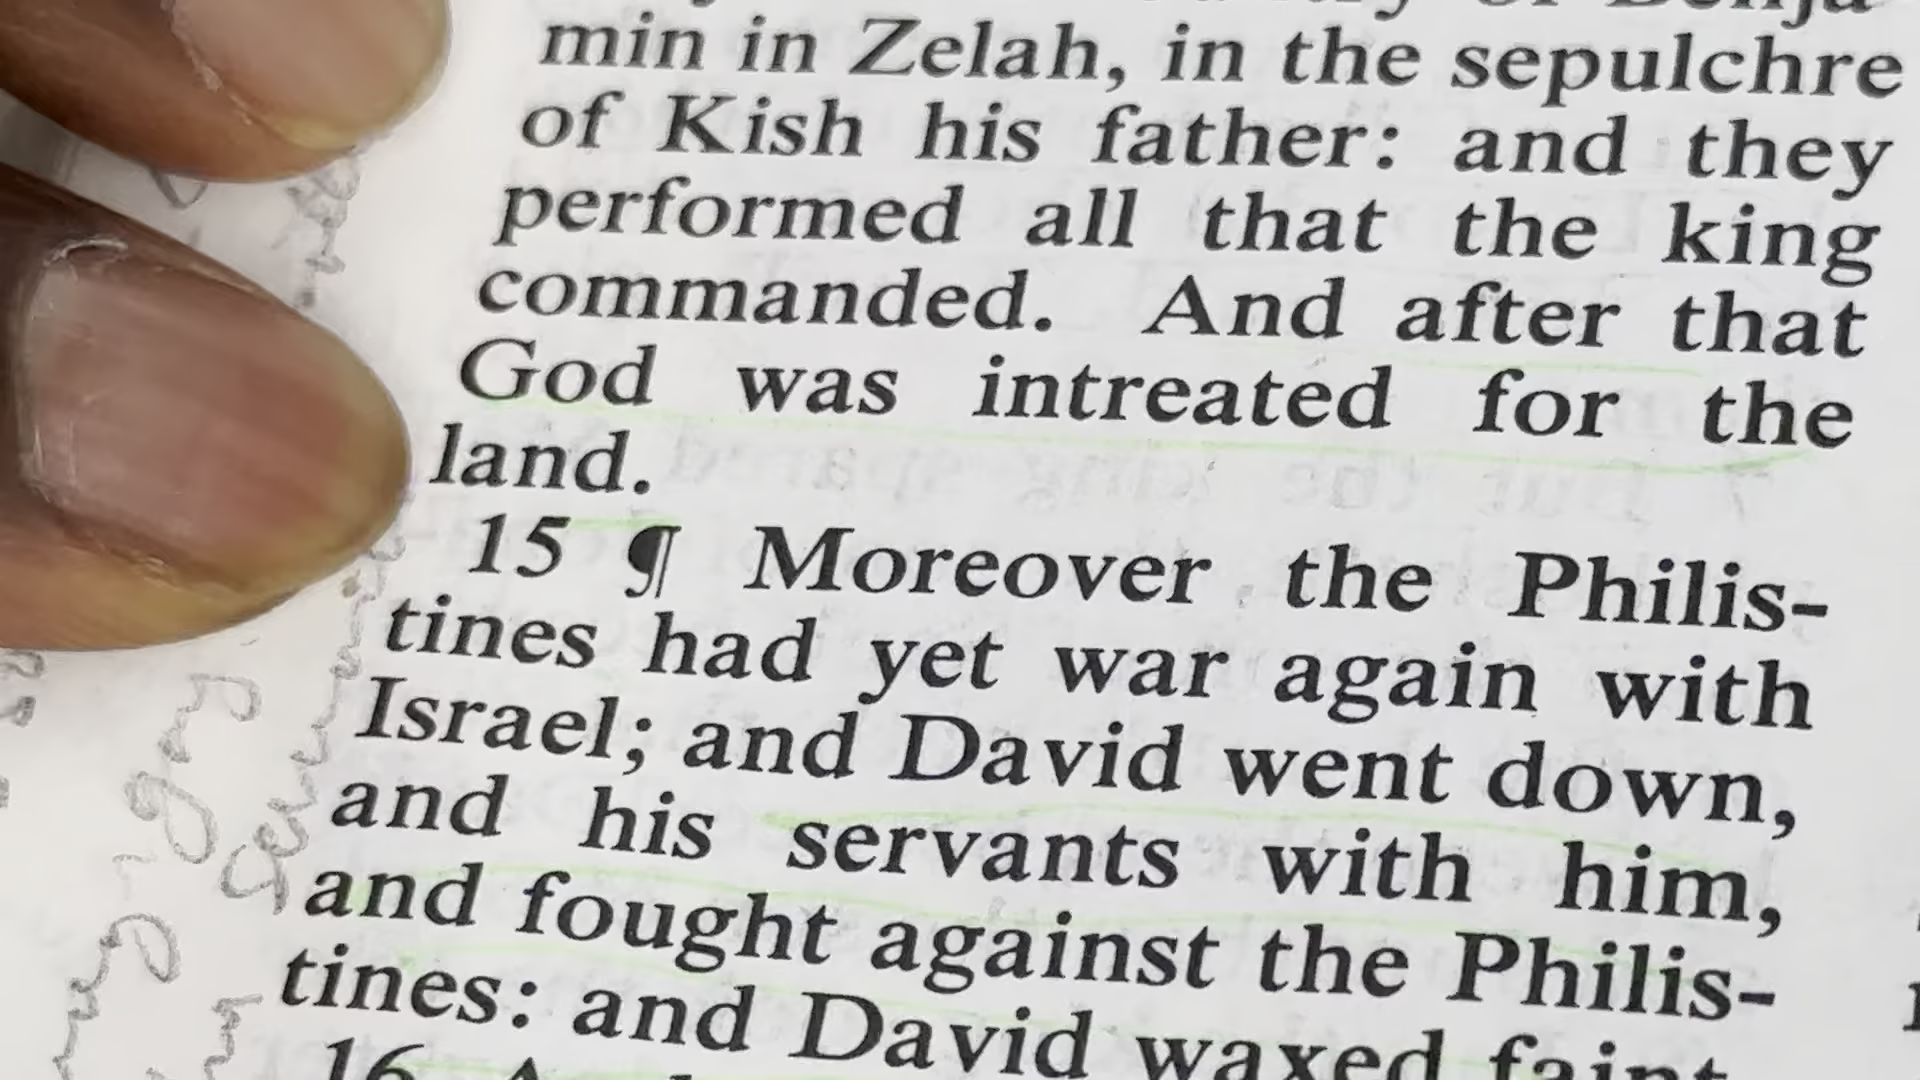 min in Zelah, in the sepulchre
of Kish his father: and they
performed all that the king
commanded. And after that
God was intreated for the
land.
15 ¶ Moreover the Philis-
tines had yet war again with
Israel; and David went down,
and his servants with him,
and fought against the Philis-
tines: and David waxed faint.
16